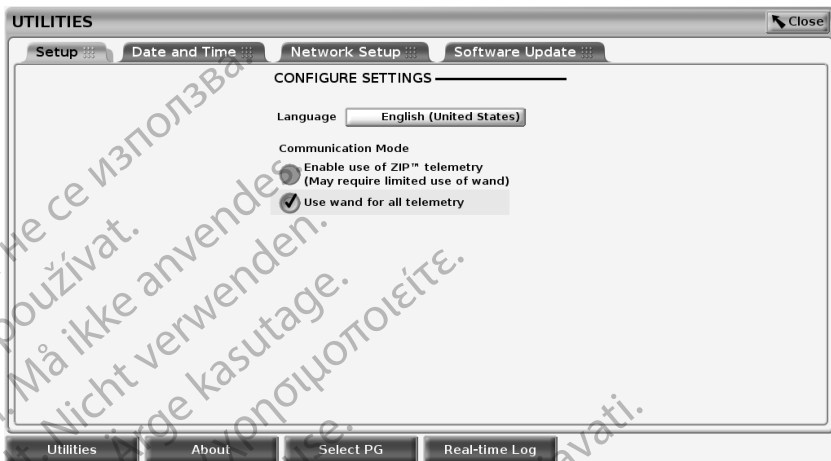 UTILITIES
Close
Setup
Date and Time
Network Setup
Software Update
CONFIGURE SETTINGS
Language
English (United States)
Communication Mode
Enable use of ZIP™ telemetry
(May require limited use of wand)
Use wand for all telemetry
не се използва.
používat.
Må ikke anvendes.
Nicht verwenden.
Ärge kasutage.
χρησιμοποιείτε.
use.
Utilities
About
Select PG
Real-time Log